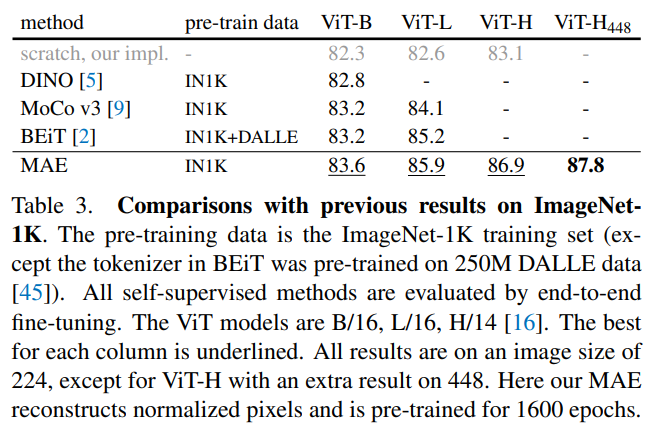 method pre-train data ViT-B ViT-L ViT-H ViT-H448
scratch, our impl. - 82.3 82.6 83.1 -
DINO [5] IN1K 82.8 - - -
MoCo v3 [9] IN1K 83.2 84.1 - -
BEiT [2] IN1K+DALLE 83.2 85.2 - -
MAE IN1K 83.6 85.9 86.9 87.8
Table 3. Comparisons with previous results on ImageNet-
1K. The pre-training data is the ImageNet-1K training set (ex-
cept the tokenizer in BEiT was pre-trained on 250M DALLE data
[45]). All self-supervised methods are evaluated by end-to-end
fine-tuning. The ViT models are B/16, L/16, H/14 [16]. The best
for each column is underlined. All results are on an image size of
224, except for ViT-H with an extra result on 448. Here our MAE
reconstructs normalized pixels and is pre-trained for 1600 epochs.